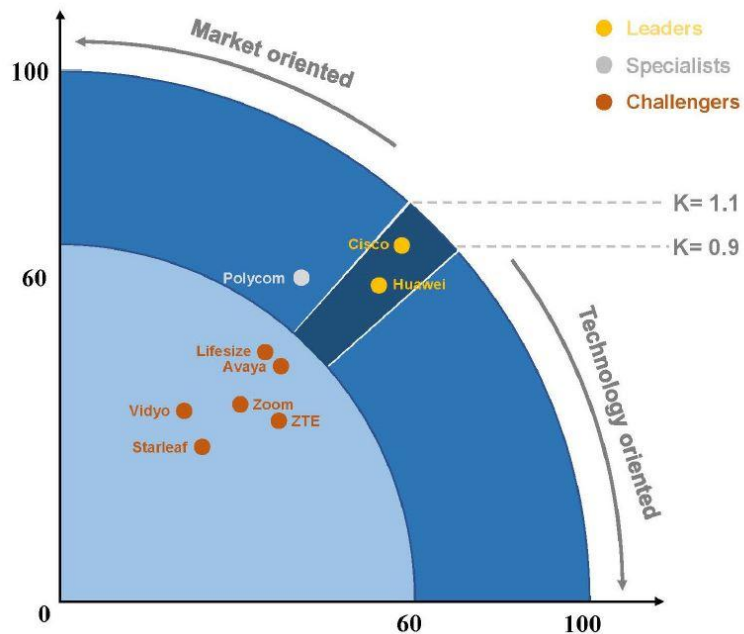 Market oriented
Leaders
Specialists
Challengers
100
K= 1.1
Cisco
K= 0.9
60
Polycom
Huawei
Technology oriented
Lifesize
Avaya
Zoom
Vidyo
ZTE
Starleaf
0
60
100